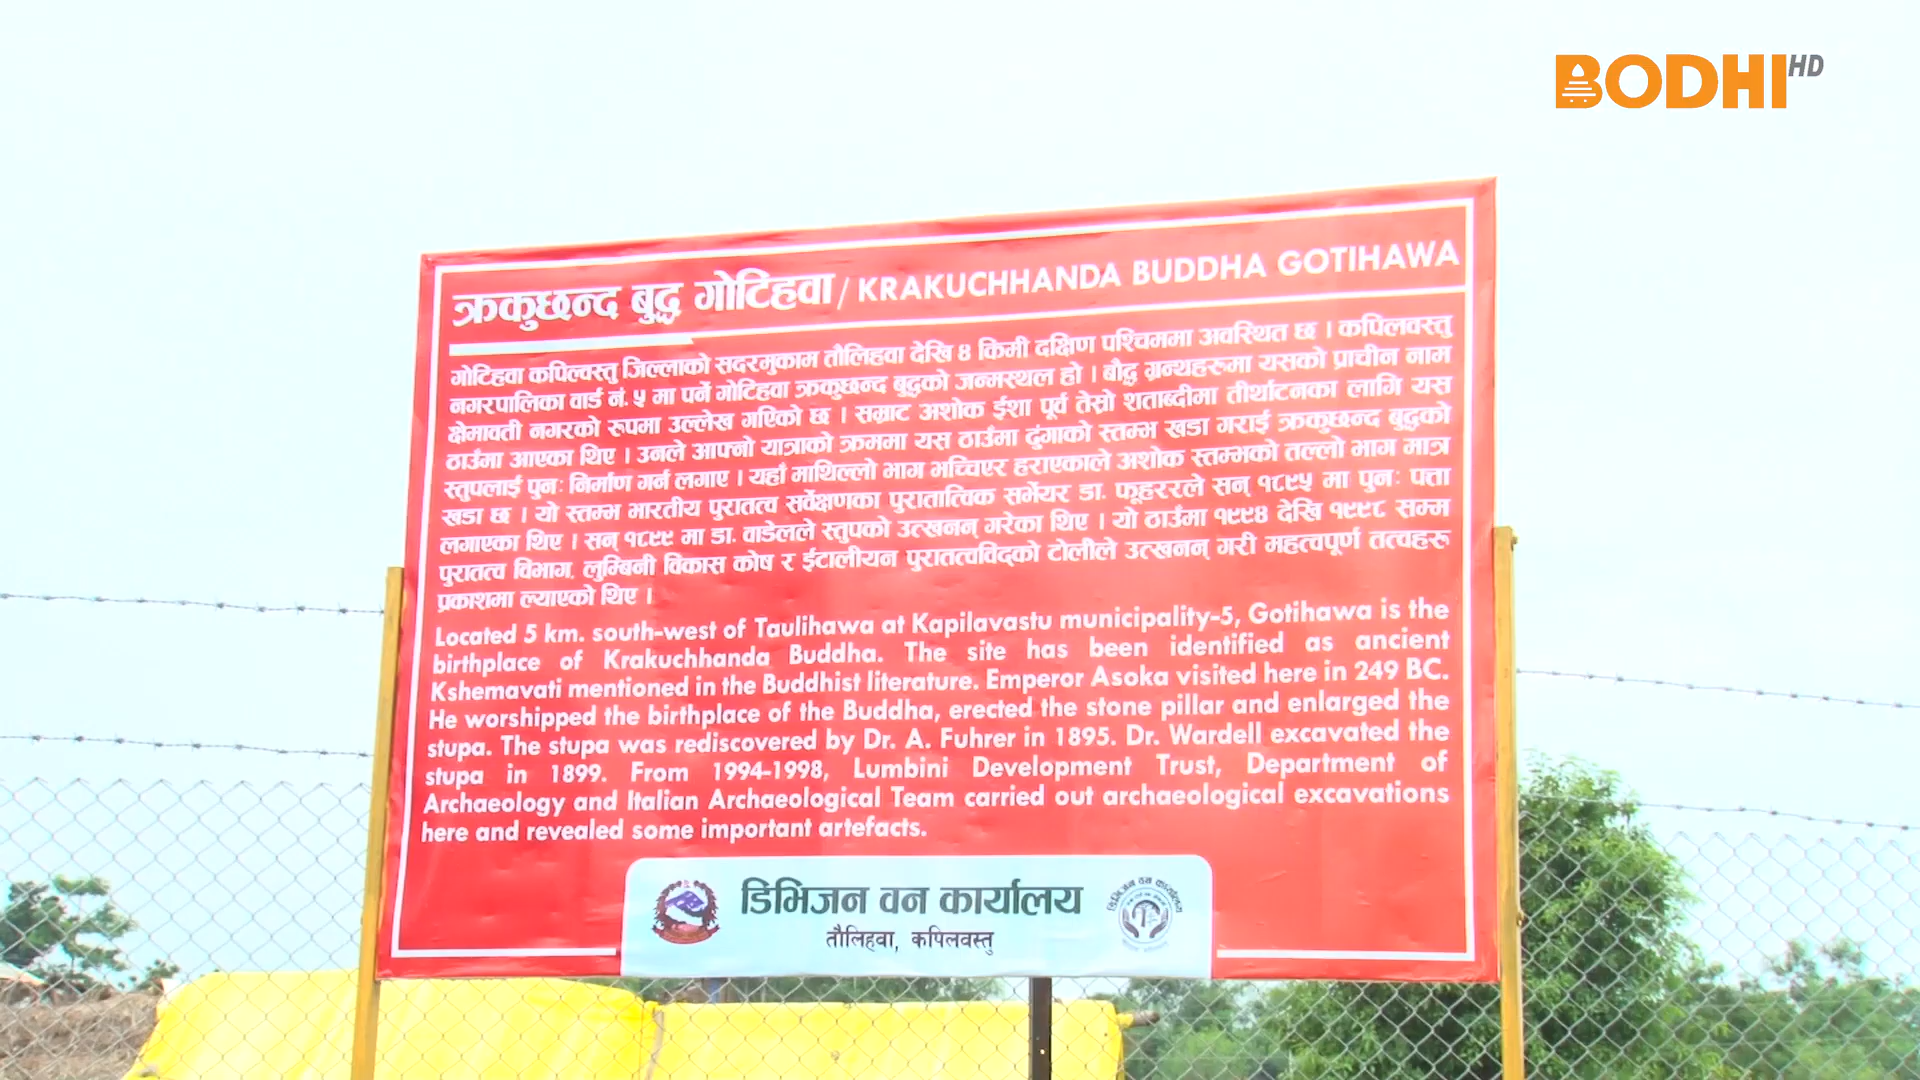 BODHI HD
क्रकुछन्द बुद्ध गोटिहवा / KRAKUCHHANDA BUDDHA GOTIHAWA
गोटिहवा कपिल्वस्तु जिल्लाको सदरमुकाम तौलिहवा देखि ४ किमी दक्षिण पश्चिममा अवस्थित छ । कपिलवस्तु
नगरपालिका वार्ड नं. ५ मा पर्ने गोटिहवा क्रकुछन्द बुद्धको जन्मस्थल हो । बौद्ध ग्रन्थहरुमा यसको प्राचीन नाम
क्षेमावती नगरको रुपमा उल्लेख गरिएको छ । सम्राट अशोक ईशा पूर्व तेस्रो शताब्दीमा तीर्थाटनका लागि यस
ठाउँमा आएका थिए । उनले आफ्नो यात्राको क्रममा यस ठाउँमा ढुंगाको स्तम्भ खडा गराई क्रकुछन्द बुद्धको
स्तुपलाई पुनः निर्माण गर्न लगाए । यहाँ माथिल्लो भाग भच्चिएर हराएकाले अशोक स्तम्भको तल्लो भाग मात्र
खडा छ । यो स्तम्भ भारतीय पुरातत्व सर्वेक्षणका पुरातात्विक सर्भेयर डा. फूहररले सन् १८९५ मा पुनः पत्ता
लगाएका थिए । सन् १८९९ मा डा. वाडेलले स्तुपको उत्खनन् गरेका थिए । यो ठाउँमा १९९४ देखि १९९८ सम्म
पुरातत्व विभाग, लुम्बिनी विकास कोष र ईटालीयन पुरातत्वविद्को टोलीले उत्खनन् गरी महत्वपूर्ण तत्वहरू
प्रकाशमा ल्याएको थिए ।
Located 5 km. south-west of Taulihawa at Kapilavastu municipality-5, Gotihawa is the
birthplace of Krakuchhanda Buddha. The site has been identified as ancient
Kshemavati mentioned in the Buddhist literature. Emperor Asoka visited here in 249 BC.
He worshipped the birthplace of the Buddha, erected the stone pillar and enlarged the
stupa. The stupa was rediscovered by Dr. A. Fuhrer in 1895. Dr. Wardell excavated the
stupa in 1899. From 1994-1998, Lumbini Development Trust, Department of
Archaeology and Italian Archaeological Team carried out archaeological excavations
here and revealed some important artefacts.
डिभिजन वन कार्यालय
तौलिहवा, कपिलवस्तु
डिभिजन वन कार्यालय